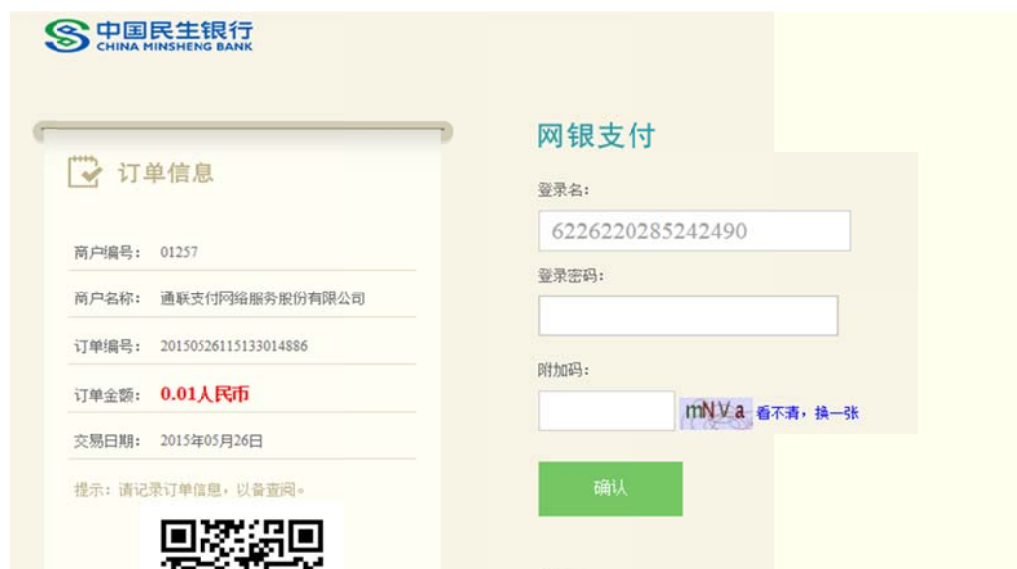 中国民生银行
CHINA MINSHENG BANK
订单信息
商户编号： 01257
商户名称： 通联支付网络服务股份有限公司
订单编号： 20150526115133014886
订单金额： 0.01人民币
交易日期： 2015年05月26日
提示：请记录订单信息，以备查阅。
网银支付
登录名：
6226220285242490
登录密码：
附加码：
mNVa 看不清，换一张
确认